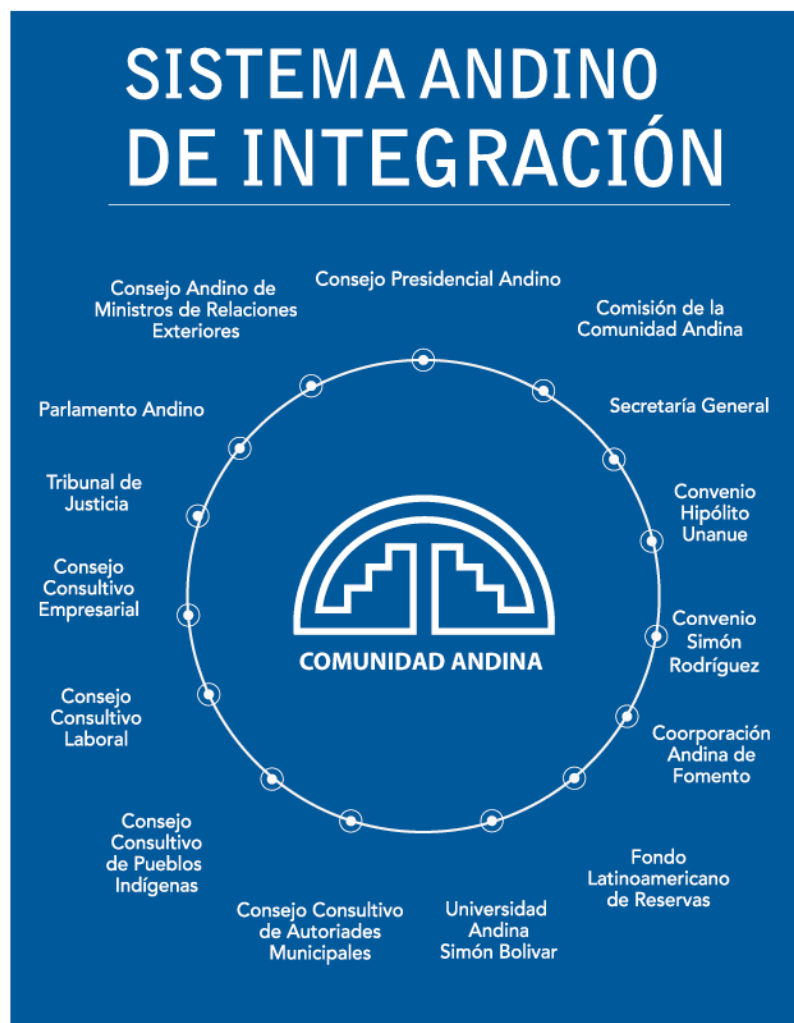 SISTEMA ANDINO
DE INTEGRACIÓN
Consejo Presidencial Andino
Consejo Andino de
Ministros de Relaciones
Exteriores
Comisión de la
Comunidad Andina
Parlamento Andino
Secretaría General
Tribunal de
Justicia
Convenio
Hipólito
Unanue
Consejo
Consultivo
Empresarial
Convenio
Simón
Rodríguez
COMUNIDAD ANDINA
Consejo
Consultivo
Laboral
Coorporación
Andina de
Fomento
Consejo
Consultivo
de Pueblos
Indígenas
Fondo
Latinoamericano
de Reservas
Consejo Consultivo
de Autoriades
Municipales
Universidad
Andina
Simón Bolivar